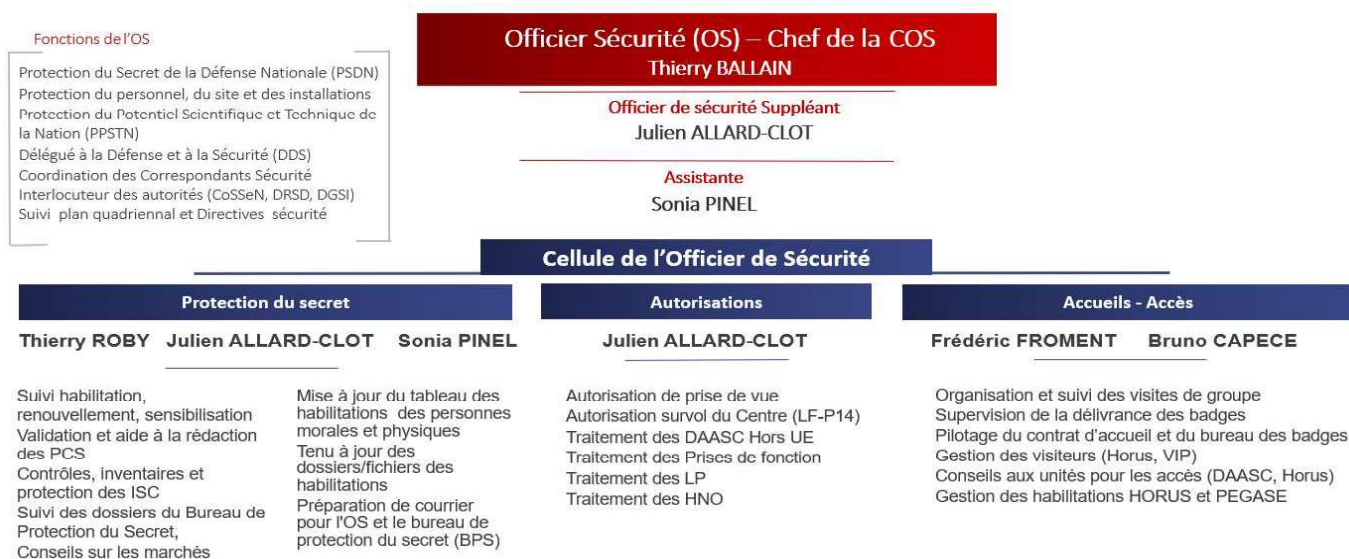 Fonctions de l'OS
Protection du Secret de la Défense Nationale (PSDN)
Protection du personnel, du site et des installations
Protection du Potentiel Scientifique et Technique de
la Nation (PPSTN)
Délégué à la Défense et à la Sécurité (DDS)
Coordination des Correspondants Sécurité
Interlocuteur des autorités (CoSSeN, DRSD, DGSI)
Suivi plan quadriennal et Directives sécurité
Officier Sécurité (OS) – Chef de la COS
Thierry BALLAIN
Officier de sécurité Suppléant
Julien ALLARD-CLOT
Assistante
Sonia PINEL
Cellule de l'Officier de Sécurité
Protection du secret
Thierry ROBY Julien ALLARD-CLOT Sonia PINEL
Suivi habilitation,
renouvellement, sensibilisation
Validation et aide à la rédaction
des PCS
Contrôles, inventaires et
protection des ISC
Suivi des dossiers du Bureau de
Protection du Secret,
Conseils sur les marchés
Mise à jour du tableau des
habilitations des personnes
morales et physiques
Tenu à jour des
dossiers/fichiers des
habilitations
Préparation de courrier
pour l'OS et le bureau de
protection du secret (BPS)
Autorisations
Julien ALLARD-CLOT
Autorisation de prise de vue
Autorisation survol du Centre (LF-P14)
Traitement des DAASC Hors UE
Traitement des Prises de fonction
Traitement des LP
Traitement des HNO
Accueils - Accès
Frédéric FROMENT Bruno CAPECE
Organisation et suivi des visites de groupe
Supervision de la délivrance des badges
Pilotage du contrat d'accueil et du bureau des badges
Gestion des visiteurs (Horus, VIP)
Conseils aux unités pour les accès (DAASC, Horus)
Gestion des habilitations HORUS et PEGASE